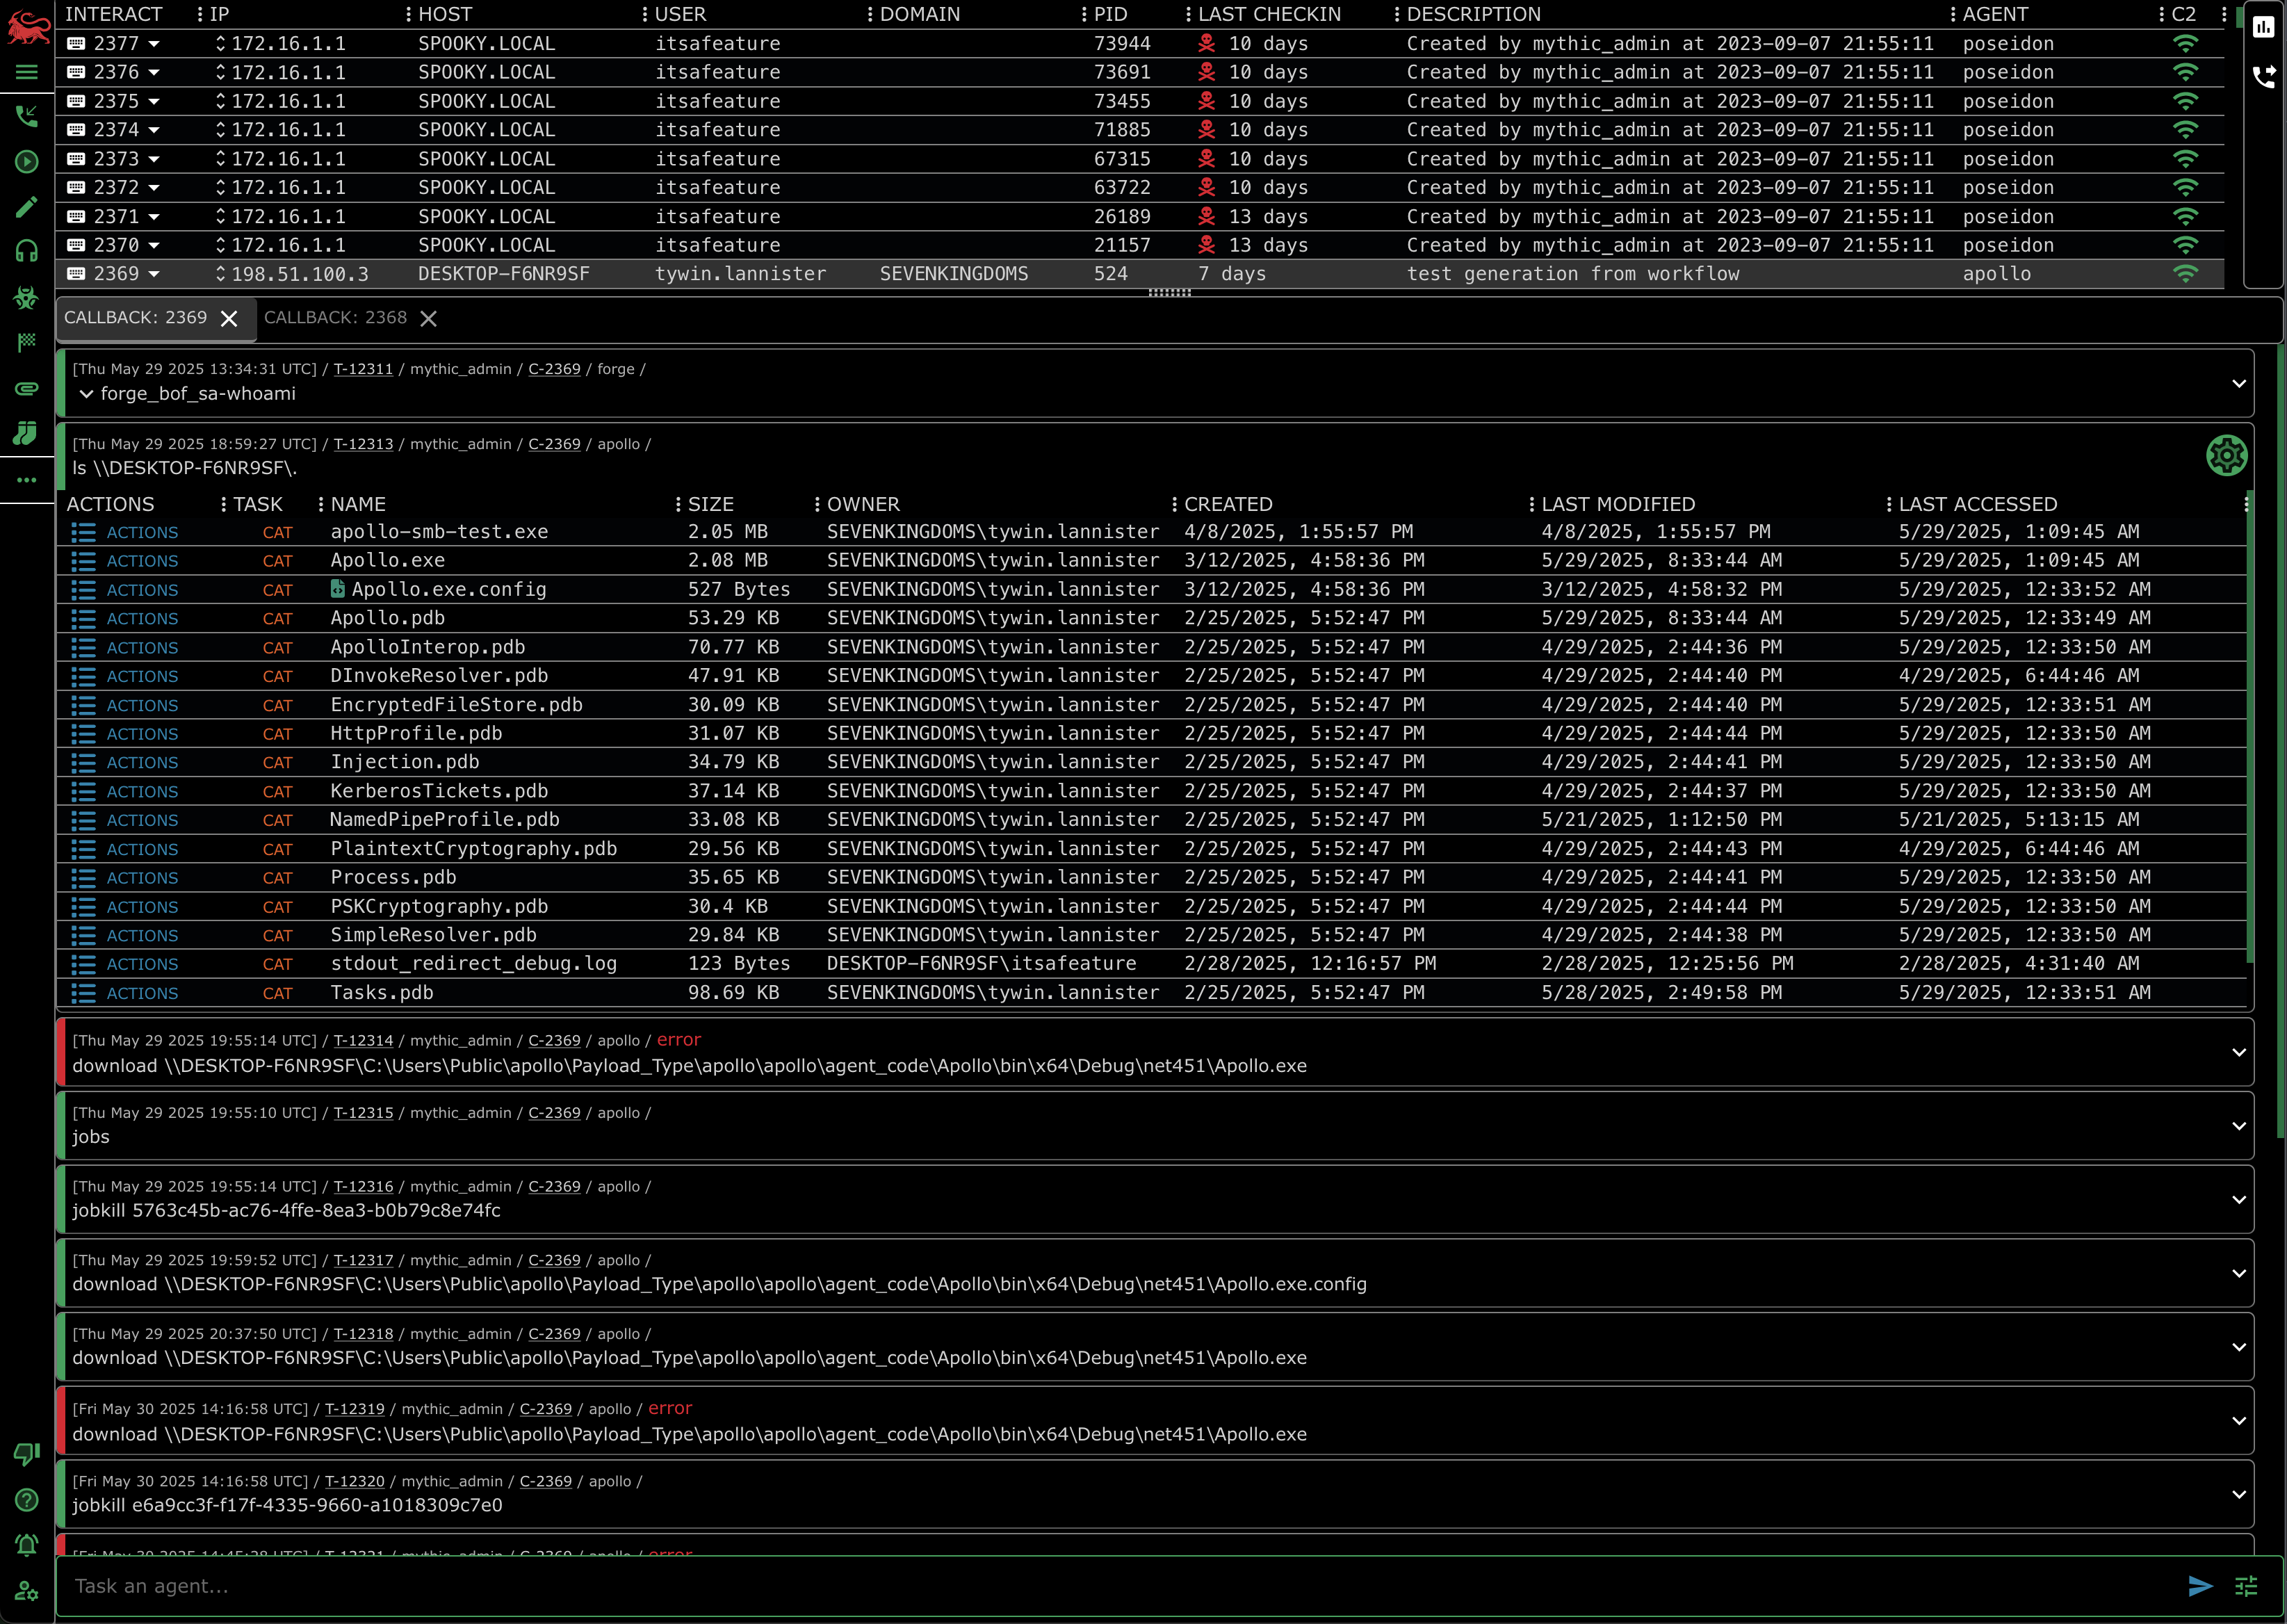 INTERACT IP HOST USER DOMAIN PID LAST CHECKIN DESCRIPTION AGENT C2
2377 172.16.1.1 SPOOKY.LOCAL itsafeature 73944 10 days Created by mythic_admin at 2023-09-07 21:55:11 poseidon
2376 172.16.1.1 SPOOKY.LOCAL itsafeature 73691 10 days Created by mythic_admin at 2023-09-07 21:55:11 poseidon
2375 172.16.1.1 SPOOKY.LOCAL itsafeature 73455 10 days Created by mythic_admin at 2023-09-07 21:55:11 poseidon
2374 172.16.1.1 SPOOKY.LOCAL itsafeature 71885 10 days Created by mythic_admin at 2023-09-07 21:55:11 poseidon
2373 172.16.1.1 SPOOKY.LOCAL itsafeature 67315 10 days Created by mythic_admin at 2023-09-07 21:55:11 poseidon
2372 172.16.1.1 SPOOKY.LOCAL itsafeature 63722 10 days Created by mythic_admin at 2023-09-07 21:55:11 poseidon
2371 172.16.1.1 SPOOKY.LOCAL itsafeature 26189 13 days Created by mythic_admin at 2023-09-07 21:55:11 poseidon
2370 172.16.1.1 SPOOKY.LOCAL itsafeature 21157 13 days Created by mythic_admin at 2023-09-07 21:55:11 poseidon
2369 198.51.100.3 DESKTOP-F6NR9SF tywin.lannister SEVENKINGDOMS 524 7 days test generation from workflow apollo
CALLBACK: 2369 CALLBACK: 2368
[Thu May 29 2025 13:34:31 UTC] / T-12311 / mythic_admin / C-2369 / forge /
forge_bof_sa-whoami
[Thu May 29 2025 18:59:27 UTC] / T-12313 / mythic_admin / C-2369 / apollo /
ls \\DESKTOP-F6NR9SF\.
ACTIONS TASK NAME SIZE OWNER CREATED LAST MODIFIED LAST ACCESSED
ACTIONS CAT apollo-smb-test.exe 2.05 MB SEVENKINGDOMS\tywin.lannister 4/8/2025, 1:55:57 PM 4/8/2025, 1:55:57 PM 5/29/2025, 1:09:45 AM
ACTIONS CAT Apollo.exe 2.08 MB SEVENKINGDOMS\tywin.lannister 3/12/2025, 4:58:36 PM 5/29/2025, 8:33:44 AM 5/29/2025, 1:09:45 AM
ACTIONS CAT Apollo.exe.config 527 Bytes SEVENKINGDOMS\tywin.lannister 3/12/2025, 4:58:36 PM 3/12/2025, 4:58:32 PM 5/29/2025, 12:33:52 AM
ACTIONS CAT Apollo.pdb 53.29 KB SEVENKINGDOMS\tywin.lannister 2/25/2025, 5:52:47 PM 5/29/2025, 8:33:44 AM 5/29/2025, 12:33:49 AM
ACTIONS CAT ApolloInterop.pdb 70.77 KB SEVENKINGDOMS\tywin.lannister 2/25/2025, 5:52:47 PM 4/29/2025, 2:44:36 PM 5/29/2025, 12:33:50 AM
ACTIONS CAT DInvokeResolver.pdb 47.91 KB SEVENKINGDOMS\tywin.lannister 2/25/2025, 5:52:47 PM 4/29/2025, 2:44:40 PM 4/29/2025, 6:44:46 AM
ACTIONS CAT EncryptedFileStore.pdb 30.09 KB SEVENKINGDOMS\tywin.lannister 2/25/2025, 5:52:47 PM 4/29/2025, 2:44:40 PM 5/29/2025, 12:33:51 AM
ACTIONS CAT HttpProfile.pdb 31.07 KB SEVENKINGDOMS\tywin.lannister 2/25/2025, 5:52:47 PM 4/29/2025, 2:44:44 PM 5/29/2025, 12:33:50 AM
ACTIONS CAT Injection.pdb 34.79 KB SEVENKINGDOMS\tywin.lannister 2/25/2025, 5:52:47 PM 4/29/2025, 2:44:41 PM 5/29/2025, 12:33:50 AM
ACTIONS CAT KerberosTickets.pdb 37.14 KB SEVENKINGDOMS\tywin.lannister 2/25/2025, 5:52:47 PM 4/29/2025, 2:44:37 PM 5/29/2025, 12:33:50 AM
ACTIONS CAT NamedPipeProfile.pdb 33.08 KB SEVENKINGDOMS\tywin.lannister 2/25/2025, 5:52:47 PM 5/21/2025, 1:12:50 PM 5/21/2025, 5:13:15 AM
ACTIONS CAT PlaintextCryptography.pdb 29.56 KB SEVENKINGDOMS\tywin.lannister 2/25/2025, 5:52:47 PM 4/29/2025, 2:44:43 PM 4/29/2025, 6:44:46 AM
ACTIONS CAT Process.pdb 35.65 KB SEVENKINGDOMS\tywin.lannister 2/25/2025, 5:52:47 PM 4/29/2025, 2:44:41 PM 5/29/2025, 12:33:50 AM
ACTIONS CAT PSKCryptography.pdb 30.4 KB SEVENKINGDOMS\tywin.lannister 2/25/2025, 5:52:47 PM 4/29/2025, 2:44:44 PM 5/29/2025, 12:33:50 AM
ACTIONS CAT SimpleResolver.pdb 29.84 KB SEVENKINGDOMS\tywin.lannister 2/25/2025, 5:52:47 PM 4/29/2025, 2:44:38 PM 5/29/2025, 12:33:50 AM
ACTIONS CAT stdout_redirect_debug.log 123 Bytes DESKTOP-F6NR9SF\itsafeature 2/28/2025, 12:16:57 PM 2/28/2025, 12:25:56 PM 2/28/2025, 4:31:40 AM
ACTIONS CAT Tasks.pdb 98.69 KB SEVENKINGDOMS\tywin.lannister 2/25/2025, 5:52:47 PM 5/28/2025, 2:49:58 PM 5/29/2025, 12:33:51 AM
[Thu May 29 2025 19:55:14 UTC] / T-12314 / mythic_admin / C-2369 / apollo / error
download \\DESKTOP-F6NR9SF\C:\Users\Public\apollo\Payload_Type\apollo\apollo\agent_code\Apollo\bin\x64\Debug\net451\Apollo.exe
[Thu May 29 2025 19:55:10 UTC] / T-12315 / mythic_admin / C-2369 / apollo /
jobs
[Thu May 29 2025 19:55:14 UTC] / T-12316 / mythic_admin / C-2369 / apollo /
jobkill 5763c45b-ac76-4ffe-8ea3-b0b79c8e74fc
[Thu May 29 2025 19:59:52 UTC] / T-12317 / mythic_admin / C-2369 / apollo /
download \\DESKTOP-F6NR9SF\C:\Users\Public\apollo\Payload_Type\apollo\apollo\agent_code\Apollo\bin\x64\Debug\net451\Apollo.exe.config
[Thu May 29 2025 20:37:50 UTC] / T-12318 / mythic_admin / C-2369 / apollo /
download \\DESKTOP-F6NR9SF\C:\Users\Public\apollo\Payload_Type\apollo\apollo\agent_code\Apollo\bin\x64\Debug\net451\Apollo.exe
[Fri May 30 2025 14:16:58 UTC] / T-12319 / mythic_admin / C-2369 / apollo / error
download \\DESKTOP-F6NR9SF\C:\Users\Public\apollo\Payload_Type\apollo\apollo\agent_code\Apollo\bin\x64\Debug\net451\Apollo.exe
[Fri May 30 2025 14:16:58 UTC] / T-12320 / mythic_admin / C-2369 / apollo /
jobkill e6a9cc3f-f17f-4335-9660-a1018309c7e0
[Fri May 30 2025 14:45:28 UTC] / T-12321 / mythic_admin / C-2369 / apollo / error
Task an agent...